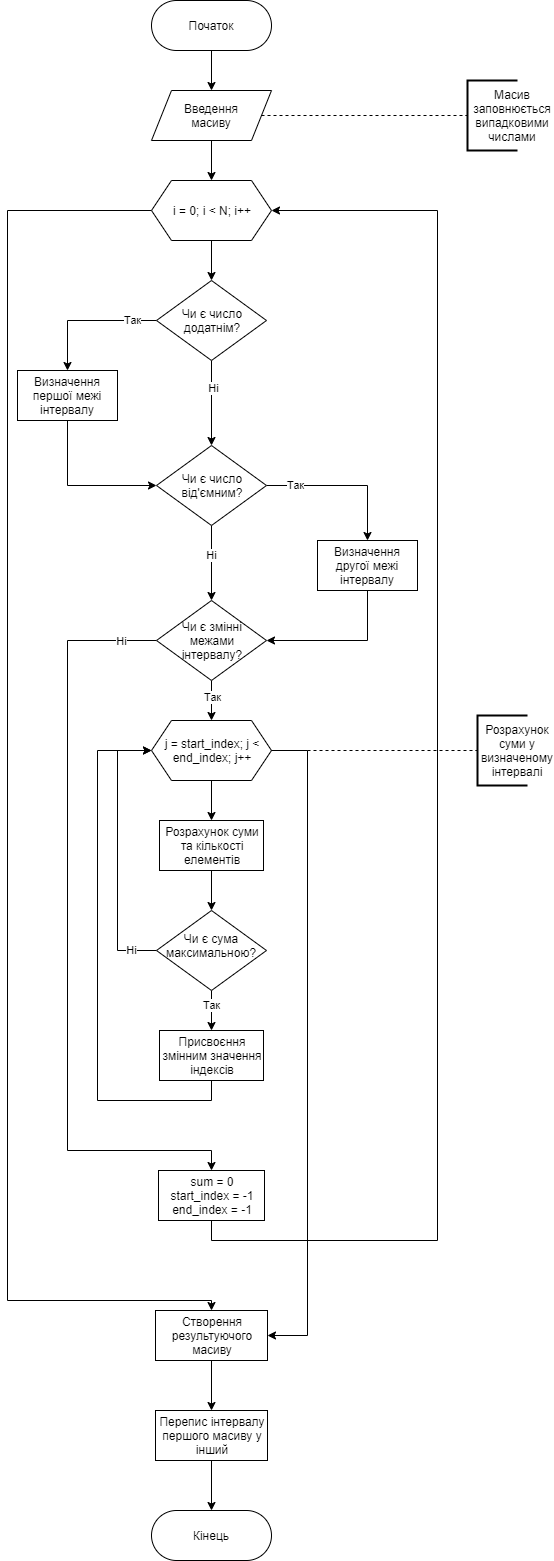 Початок
Введення
масиву
Масив
заповнюється
випадковими
числами
i = 0; i < N; i++
Чи є число
додатнім?
Так
Визначення
першої межі
інтервалу
Ні
Чи є число
від'ємним?
Так
Визначення
другої межі
інтервалу
Ні
Чи є змінні
межами
інтервалу?
Ні
Так
j = start_index; j <
end_index; j++
Розрахунок
суми у
визначеному
інтервалі
Розрахунок суми
та кількості
елементів
Чи є сума
максимальною?
Ні
Так
Присвоєння
змінним значення
індексів
sum = 0
start_index = -1
end_index = -1
Створення
результуючого
масиву
Перепис інтервалу
першого масиву у
інший
Кінець